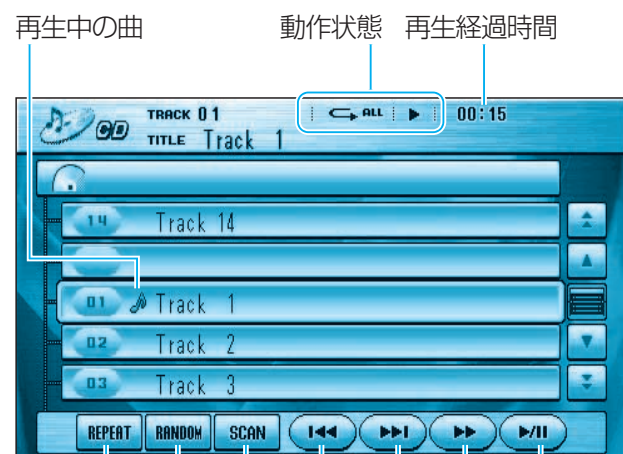 再生中の曲 動作状態 再生経過時間
CD TRACK 01 ALL 00:15
TITLE Track 1
14 Track 14
01 Track 1
02 Track 2
03 Track 3
REPEAT RANDOM SCAN